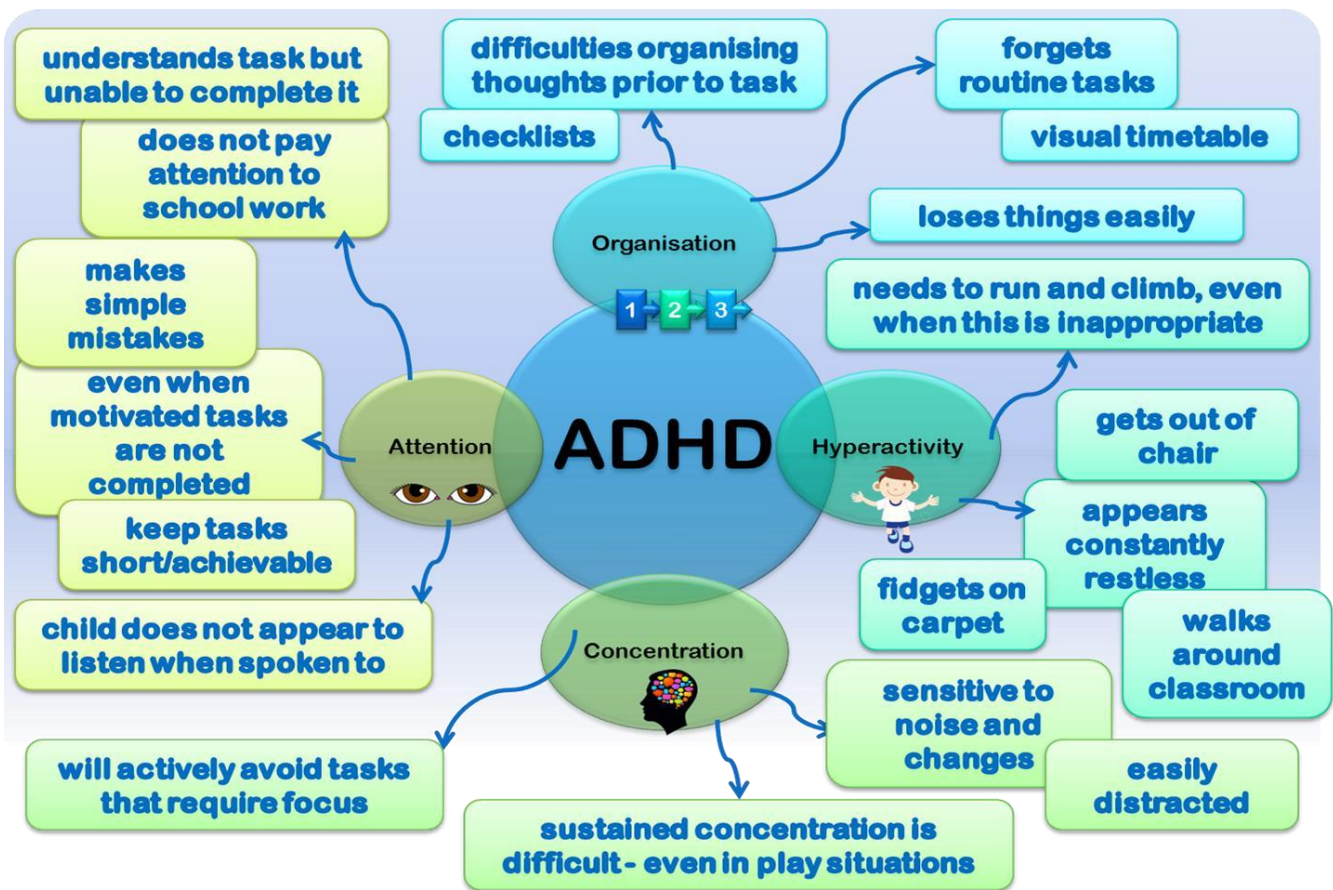 understands task but
unable to complete it
does not pay
attention to
school work
makes
simple
mistakes
even when
motivated tasks
are not
completed
keep tasks
short/achievable
child does not appear to
listen when spoken to
Attention
difficulties organising
thoughts prior to task
checklists
forgets
routine tasks
visual timetable
loses things easily
Organisation
1 2 3
ADHD
Hyperactivity
needs to run and climb, even
when this is inappropriate
gets out of
chair
appears
constantly
restless
fidgets on
carpet
walks
around
classroom
Concentration
sensitive to
noise and
changes
easily
distracted
will actively avoid tasks
that require focus
sustained concentration is
difficult - even in play situations